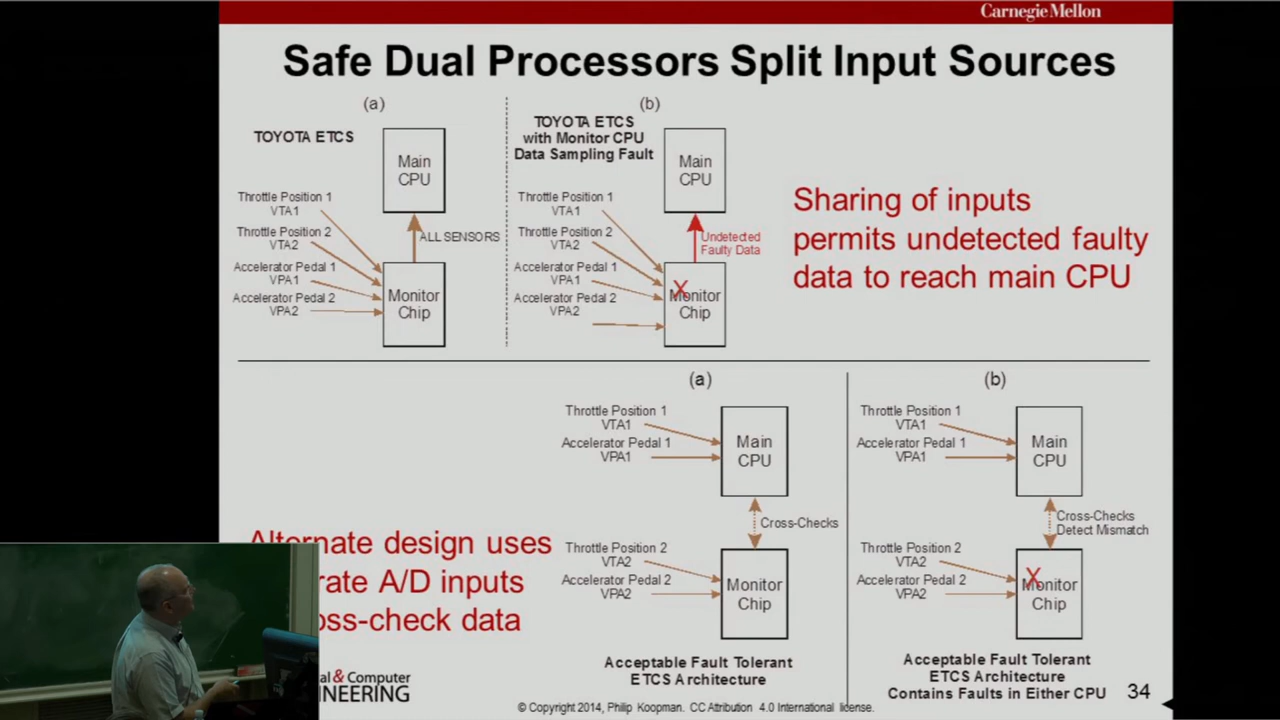 Carnegie Mellon
Safe Dual Processors Split Input Sources
(a)
TOYOTA ETCS
Main
CPU
Throttle Position 1
VTA1
Throttle Position 2
VTA2
Accelerator Pedal 1
VPA1
Accelerator Pedal 2
VPA2
ALL SENSORS
Monitor
Chip
(b)
TOYOTA ETCS
with Monitor CPU
Data Sampling Fault
Main
CPU
Throttle Position 1
VTA1
Throttle Position 2
VTA2
Accelerator Pedal 1
VPA1
Accelerator Pedal 2
VPA2
Undetected
Faulty Data
X
Monitor
Chip
Sharing of inputs
permits undetected faulty
data to reach main CPU
Alternate design uses
rate A/D inputs
oss-check data
(a)
Throttle Position 1
VTA1
Accelerator Pedal 1
VPA1
Main
CPU
Cross-Checks
Throttle Position 2
VTA2
Accelerator Pedal 2
VPA2
Monitor
Chip
Acceptable Fault Tolerant
ETCS Architecture
(b)
Throttle Position 1
VTA1
Accelerator Pedal 1
VPA1
Main
CPU
Cross-Checks
Detect Mismatch
Throttle Position 2
VTA2
Accelerator Pedal 2
VPA2
X
Monitor
Chip
Acceptable Fault Tolerant
ETCS Architecture
Contains Faults in Either CPU
al & Computer
GINEERING
© Copyright 2014, Philip Koopman. CC Attribution 4.0 International license.
34